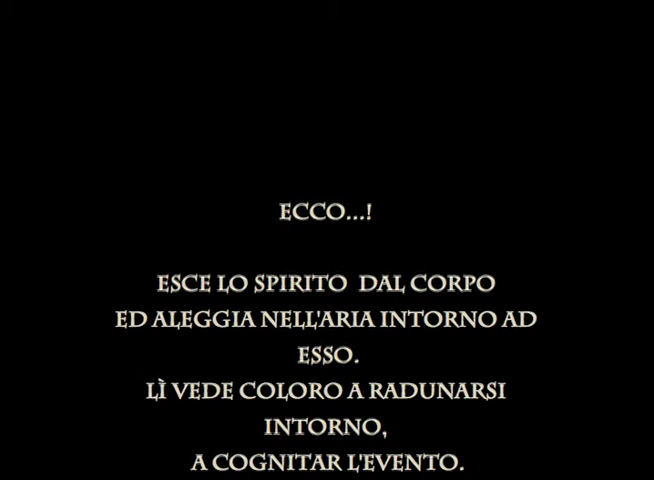 ECCO...!
ESCE LO SPIRITO DAL CORPO
ED ALEGGIA NELL'ARIA INTORNO AD
ESSO.
LÌ VEDE COLORO A RADUNARSI
INTORNO,
A COGNITAR L'EVENTO.